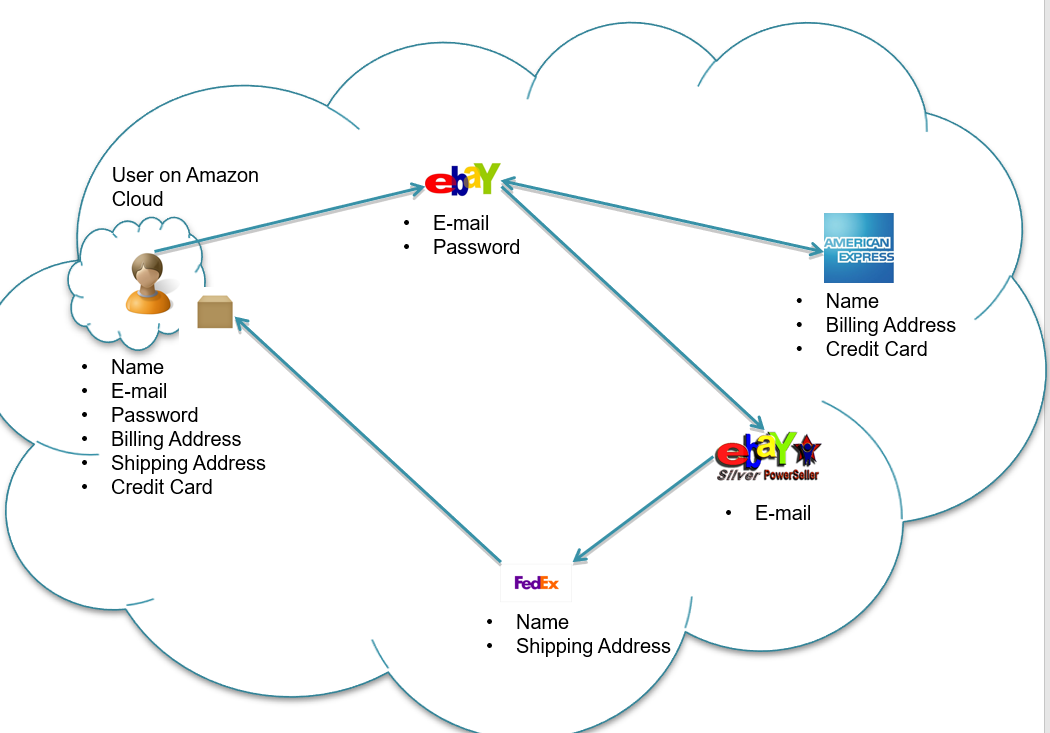 User on Amazon
Cloud
ebaY
• E-mail
• Password
AMERICAN
EXPRESS
• Name
• Billing Address
• Credit Card
• Name
• E-mail
• Password
• Billing Address
• Shipping Address
• Credit Card
ebaY
Silver PowerSeller
• E-mail
FedEx
• Name
• Shipping Address